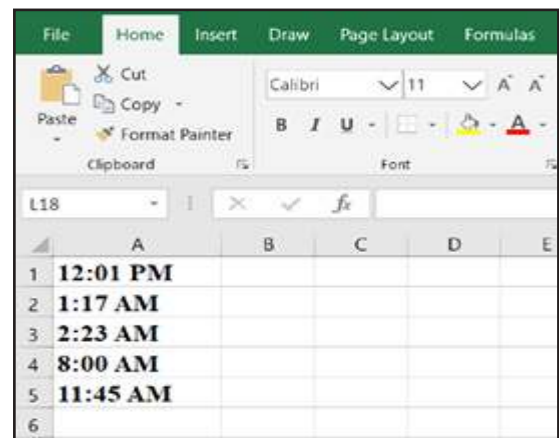 File Home Insert Draw Page Layout Formulas
Cut
Calibri 11 A A
Copy
Paste
Format Painter
B I U A
Clipboard Font
L18 fx
A B C D E
1 12:01 PM
2 1:17 AM
3 2:23 AM
4 8:00 AM
5 11:45 AM
6